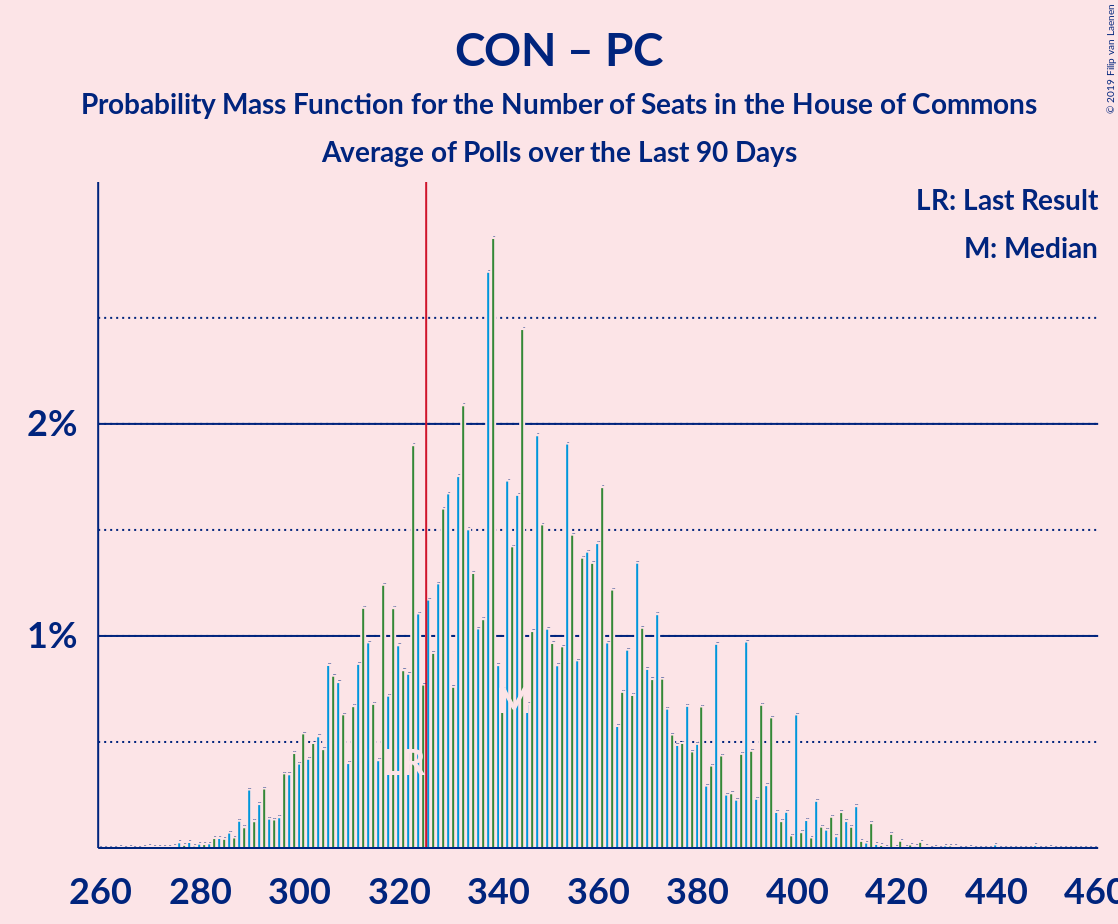 CON – PC
Probability Mass Function for the Number of Seats in the House of Commons
Average of Polls over the Last 90 Days
© 2019 Filip van Laenen
LR: Last Result
M: Median
2%
1%
LR
M
260 280 300 320 340 360 380 400 420 440 460